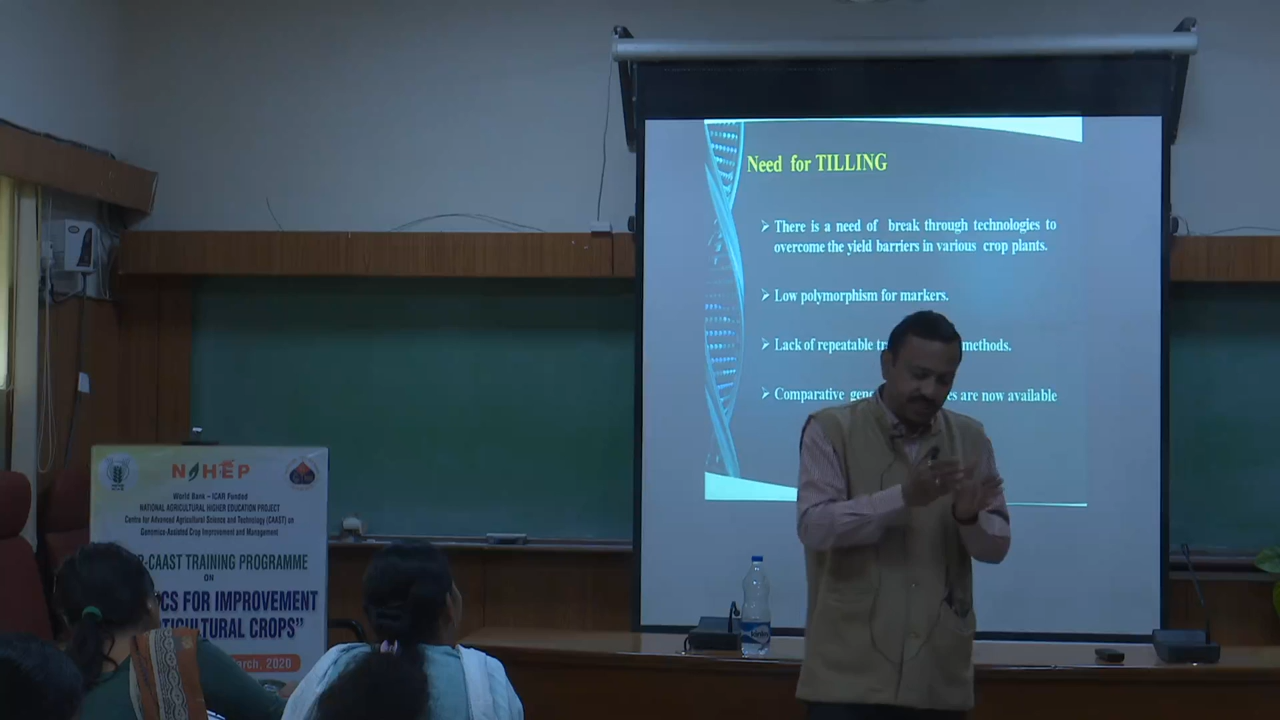 Need for TILLING
There is a need of break through technologies to
overcome the yield barriers in various crop plants.
Low polymorphism for markers.
Lack of repeatable methods.
Comparative are now available
NAHEP
World Bank – ICAR Funded
NATIONAL AGRICULTURAL HIGHER EDUCATION PROJECT
Centre for Advanced Agricultural Science and Technology (CAAST) on
Genomics-Assisted Crop Improvement and Management
CAAST TRAINING PROGRAMME
ON
CS FOR IMPROVEMENT
TICULTURAL CROPS”
arch, 2020